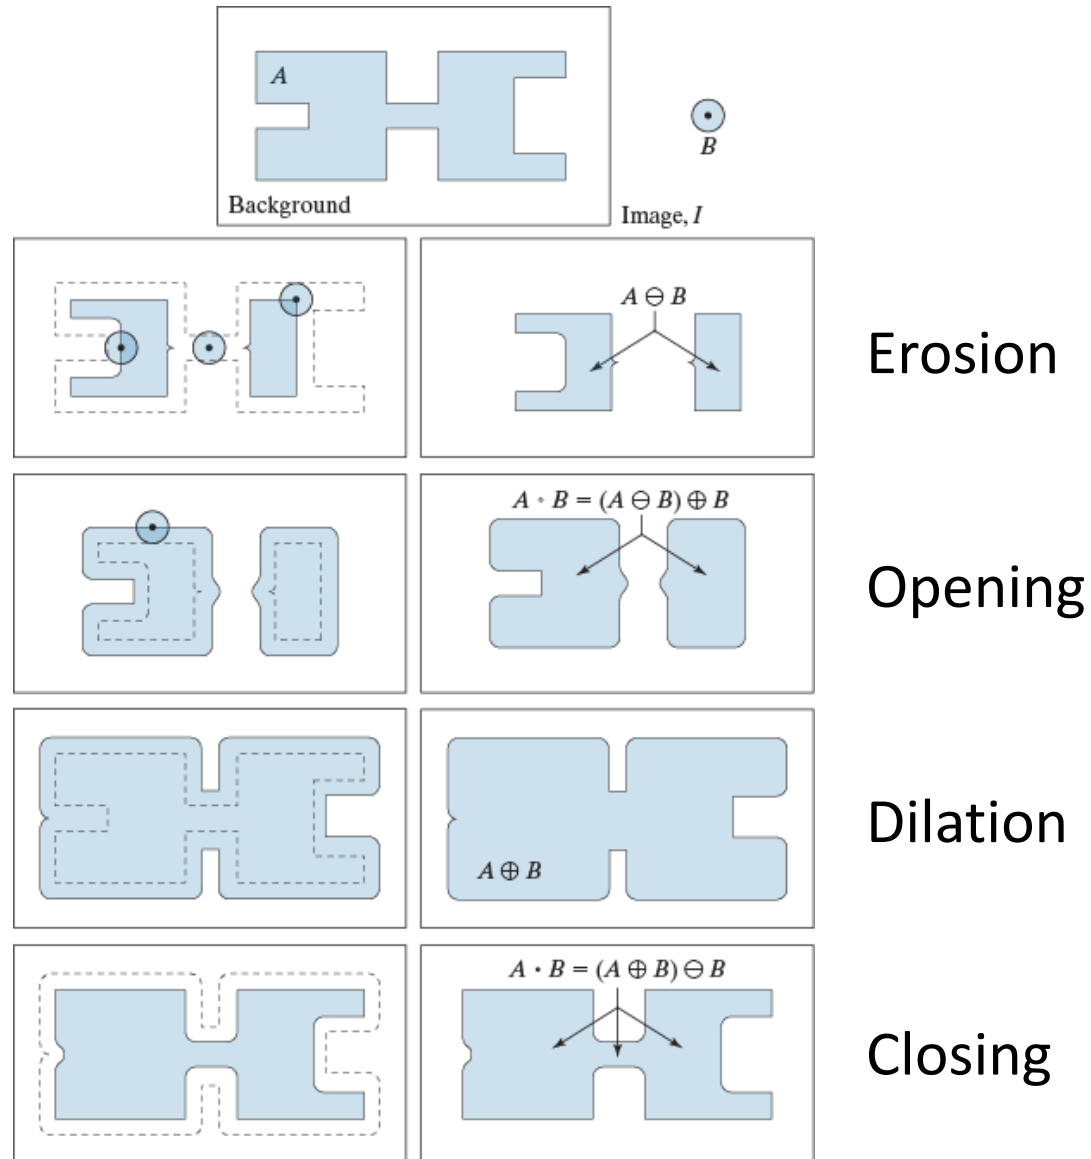 A
B
Background
Image, I
A ⊖ B
Erosion
A ∘ B = (A ⊖ B) ⊕ B
Opening
A ⊕ B
Dilation
A · B = (A ⊕ B) ⊖ B
Closing